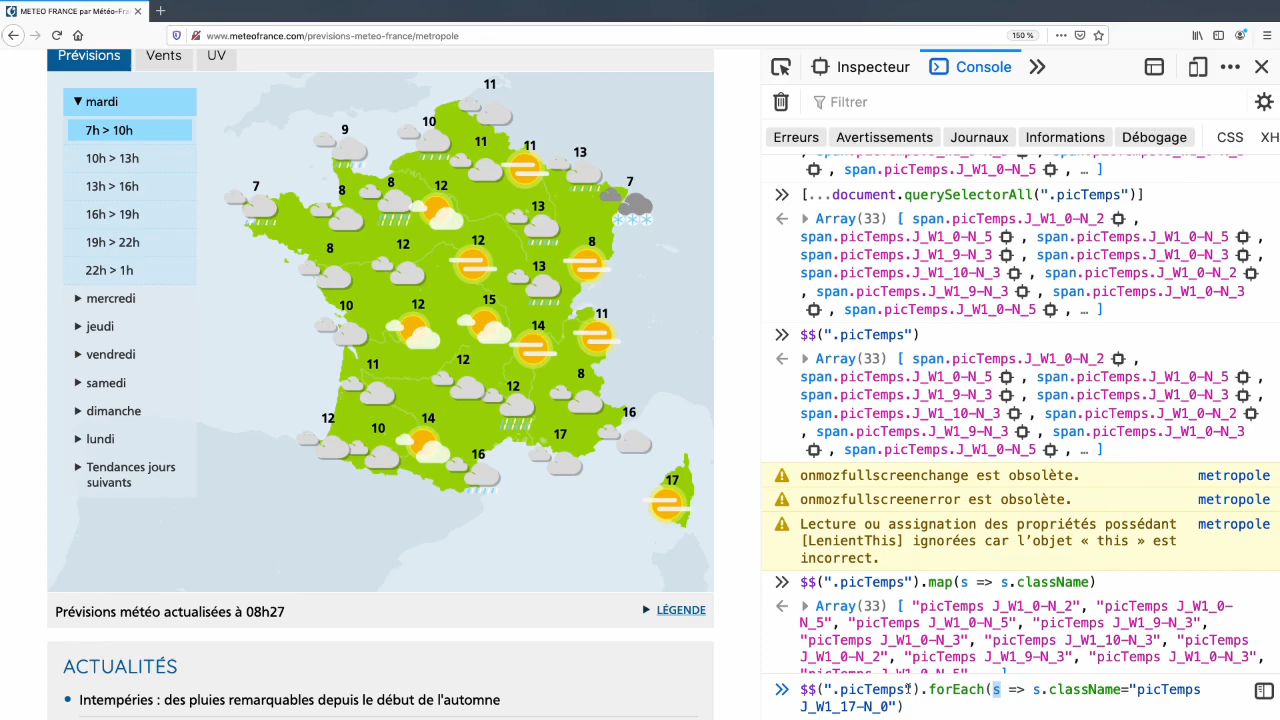 METEO FRANCE par Météo-Fra
www.meteofrance.com/previsions-meteo-france/metropole
150 %
Prévisions
Vents
UV
mardi
7h > 10h
10h > 13h
13h > 16h
16h > 19h
19h > 22h
22h > 1h
mercredi
jeudi
vendredi
samedi
dimanche
lundi
Tendances jours
suivants
11
10
9
11
11
13
7
7
8
8
12
13
8
12
12
8
13
10
12
15
14
11
11
12
12
8
12
10
14
17
16
16
17
Prévisions météo actualisées à 08h27
LÉGENDE
ACTUALITÉS
Intempéries : des pluies remarquables depuis le début de l'automne
Inspecteur
Console
Filtrer
Erreurs
Avertissements
Journaux
Informations
Débogage
CSS
XH
, span.picTemps.J_W1_0-N_5 , … ]
[...document.querySelectorAll(".picTemps")]
Array(33) [ span.picTemps.J_W1_0-N_2 ,
span.picTemps.J_W1_0-N_5 , span.picTemps.J_W1_0-N_5 ,
span.picTemps.J_W1_9-N_3 , span.picTemps.J_W1_0-N_3 ,
span.picTemps.J_W1_10-N_3 , span.picTemps.J_W1_0-N_2
, span.picTemps.J_W1_9-N_3 , span.picTemps.J_W1_0-N_3
, span.picTemps.J_W1_0-N_5 , … ]
$$(".picTemps")
Array(33) [ span.picTemps.J_W1_0-N_2 ,
span.picTemps.J_W1_0-N_5 , span.picTemps.J_W1_0-N_5 ,
span.picTemps.J_W1_9-N_3 , span.picTemps.J_W1_0-N_3 ,
span.picTemps.J_W1_10-N_3 , span.picTemps.J_W1_0-N_2
, span.picTemps.J_W1_9-N_3 , span.picTemps.J_W1_0-N_3
, span.picTemps.J_W1_0-N_5 , … ]
onmozfullscreenchange est obsolète. metropole
onmozfullscreenerror est obsolète. metropole
Lecture ou assignation des propriétés possédant metropole
[LenientThis] ignorées car l'objet « this » est
incorrect.
$$(".picTemps").map(s => s.className)
Array(33) [ "picTemps J_W1_0-N_2", "picTemps J_W1_0-
N_5", "picTemps J_W1_0-N_5", "picTemps J_W1_9-N_3",
"picTemps J_W1_0-N_3", "picTemps J_W1_10-N_3", "picTemps
J_W1_0-N_2", "picTemps J_W1_9-N_3", "picTemps J_W1_0-N_3",
"picTemps J_W1_0-N_5", … ]
$$(".picTemps").forEach(s => s.className="picTemps
J_W1_17-N_0")